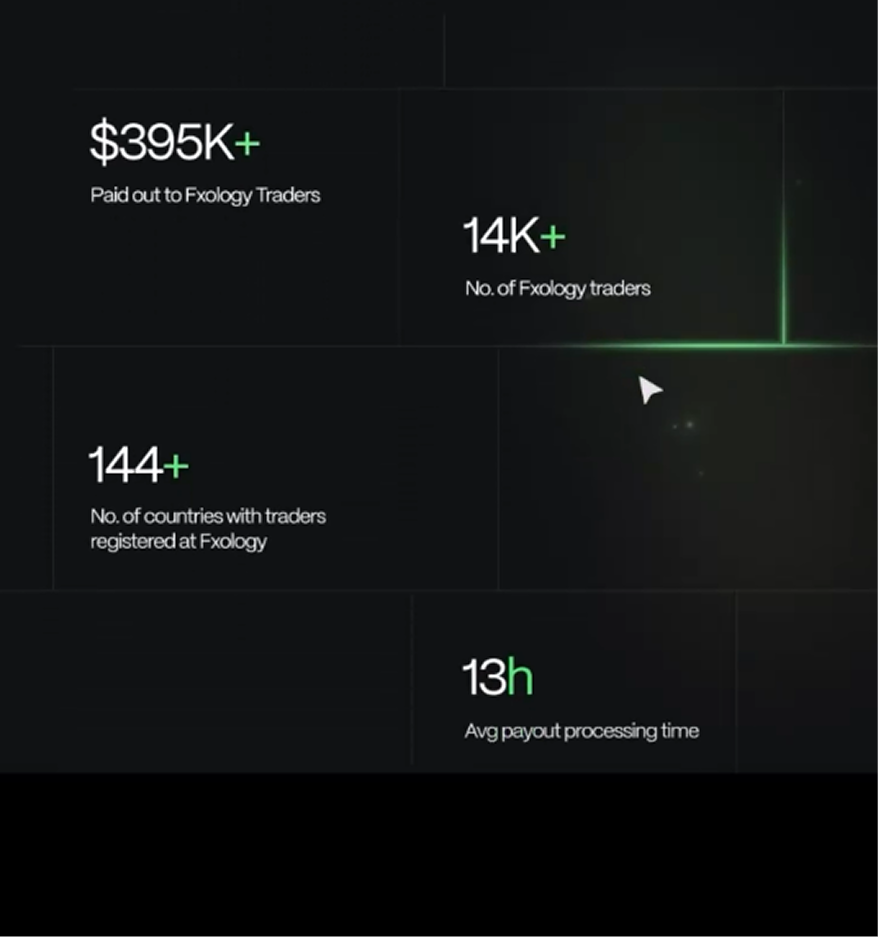 $395K+
Paid out to Fxology Traders
14K+
No. of Fxology traders
144+
No. of countries with traders
registered at Fxology
13h
Avg payout processing time